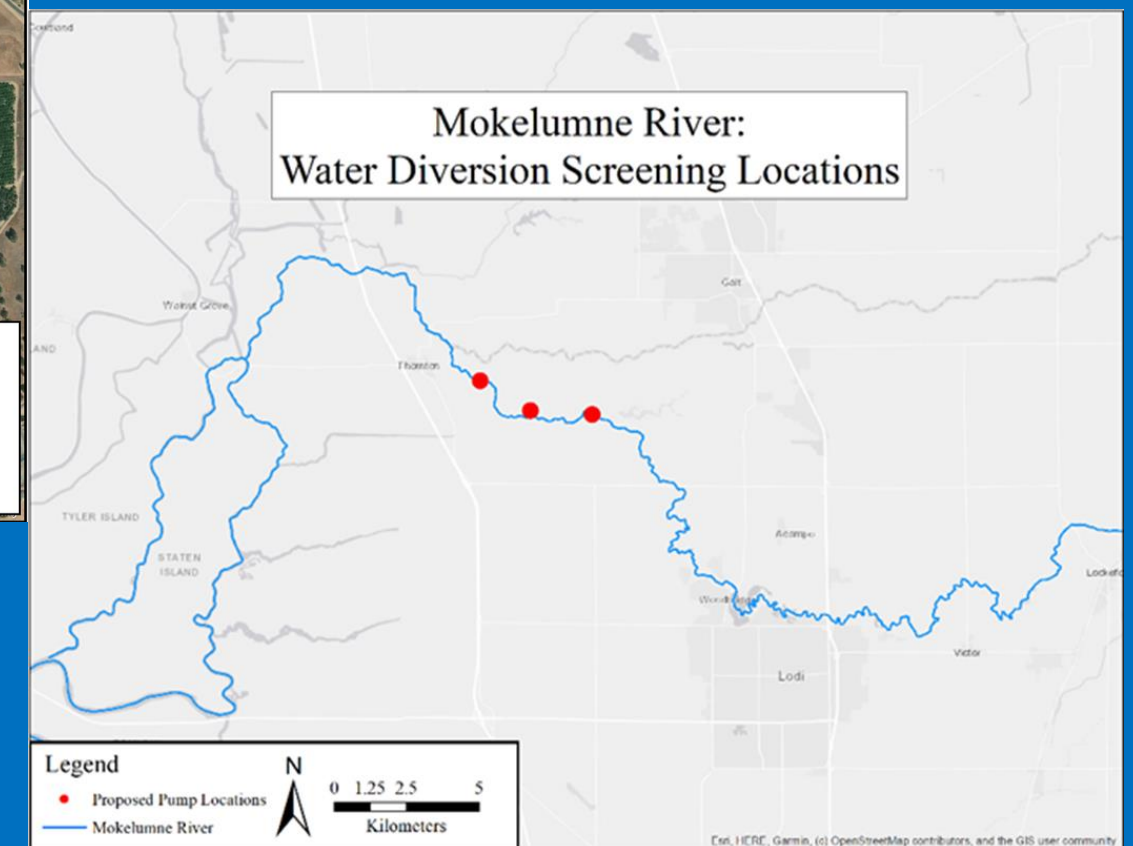 Mokelumne River:
Water Diversion Screening Locations
Galt
Walnut Grove
Thornton
TYLER ISLAND
STATEN
ISLAND
Acampo
Victor
Lodi
Legend
Proposed Pump Locations
Mokelumne River
N
0 1.25 2.5 5
Kilometers
Esri, HERE, Garmin, (c) OpenStreetMap contributors, and the GIS user community